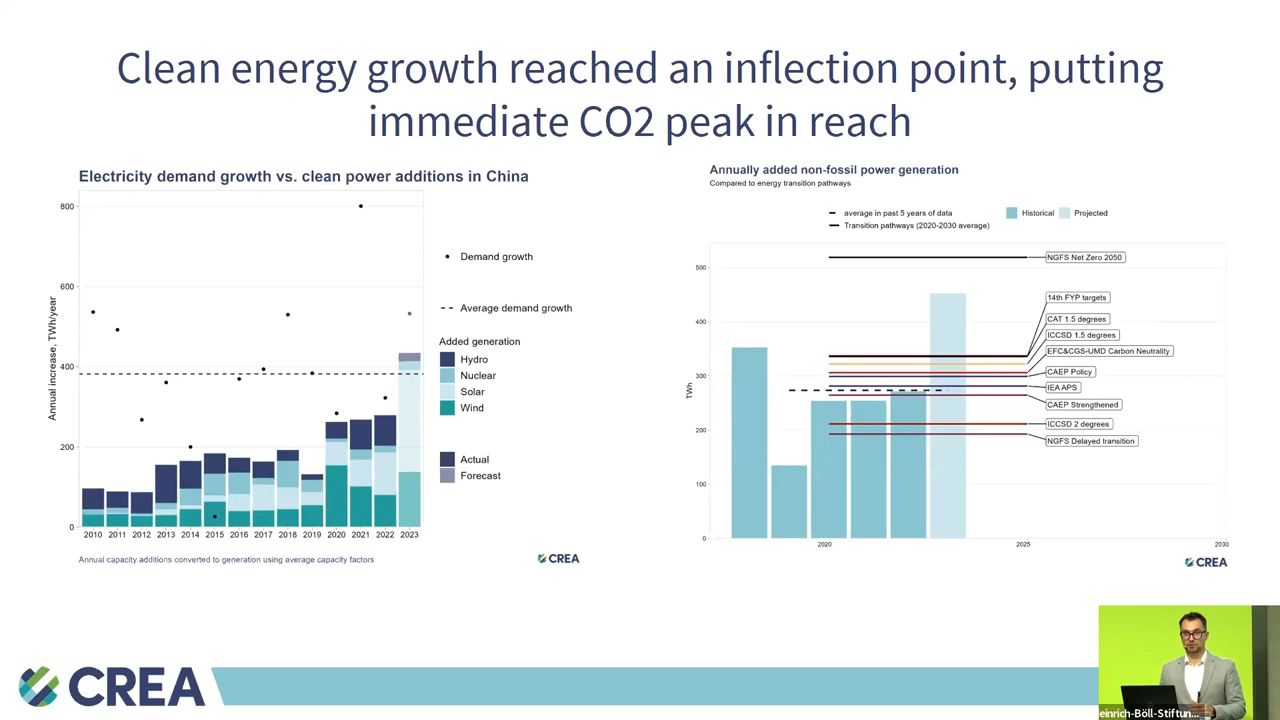 Clean energy growth reached an inflection point, putting
immediate CO2 peak in reach
Electricity demand growth vs. clean power additions in China
Annual increase, TWh/year
800
600
400
200
0
2010 2011 2012 2013 2014 2015 2016 2017 2018 2019 2020 2021 2022 2023
Demand growth
Average demand growth
Added generation
Hydro
Nuclear
Solar
Wind
Actual
Forecast
Annual capacity additions converted to generation using average capacity factors
CREA
Annually added non-fossil power generation
Compared to energy transition pathways
average in past 5 years of data
Transition pathways (2020-2030 average)
Historical
Projected
TWh
500
400
300
200
100
0
2020 2025 2030
NGFS Net Zero 2050
14th FYP targets
CAT 1.5 degrees
ICCSD 1.5 degrees
EFC&CGS-UMD Carbon Neutrality
CAEP Policy
IEA APS
CAEP Strengthened
ICCSD 2 degrees
NGFS Delayed transition
CREA
CREA
einrich-Böll-Stiftun...